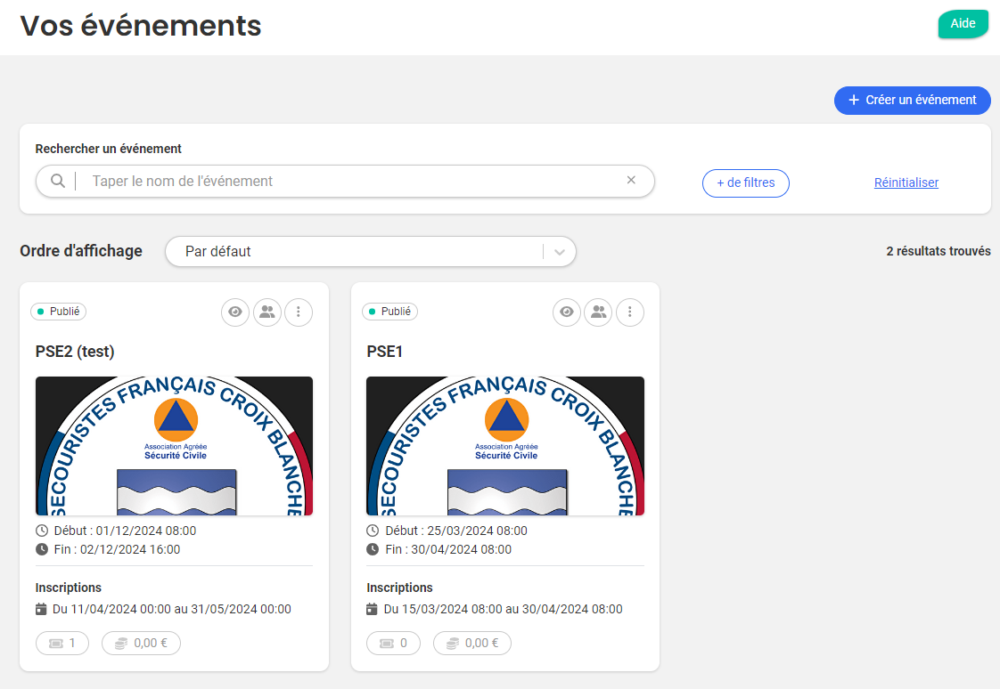 Vos événements
Aide
+ Créer un événement
Rechercher un événement
Taper le nom de l'événement
+ de filtres
Réinitialiser
Ordre d'affichage
Par défaut
2 résultats trouvés
Publié
PSE2 (test)
SECOURISTES FRANÇAIS CROIX BLANCHE
Association Agréée
Sécurité Civile
Début : 01/12/2024 08:00
Fin : 02/12/2024 16:00
Inscriptions
Du 11/04/2024 00:00 au 31/05/2024 00:00
1
0,00 €
Publié
PSE1
SECOURISTES FRANÇAIS CROIX BLANCHE
Association Agréée
Sécurité Civile
Début : 25/03/2024 08:00
Fin : 30/04/2024 08:00
Inscriptions
Du 15/03/2024 08:00 au 30/04/2024 08:00
0
0,00 €